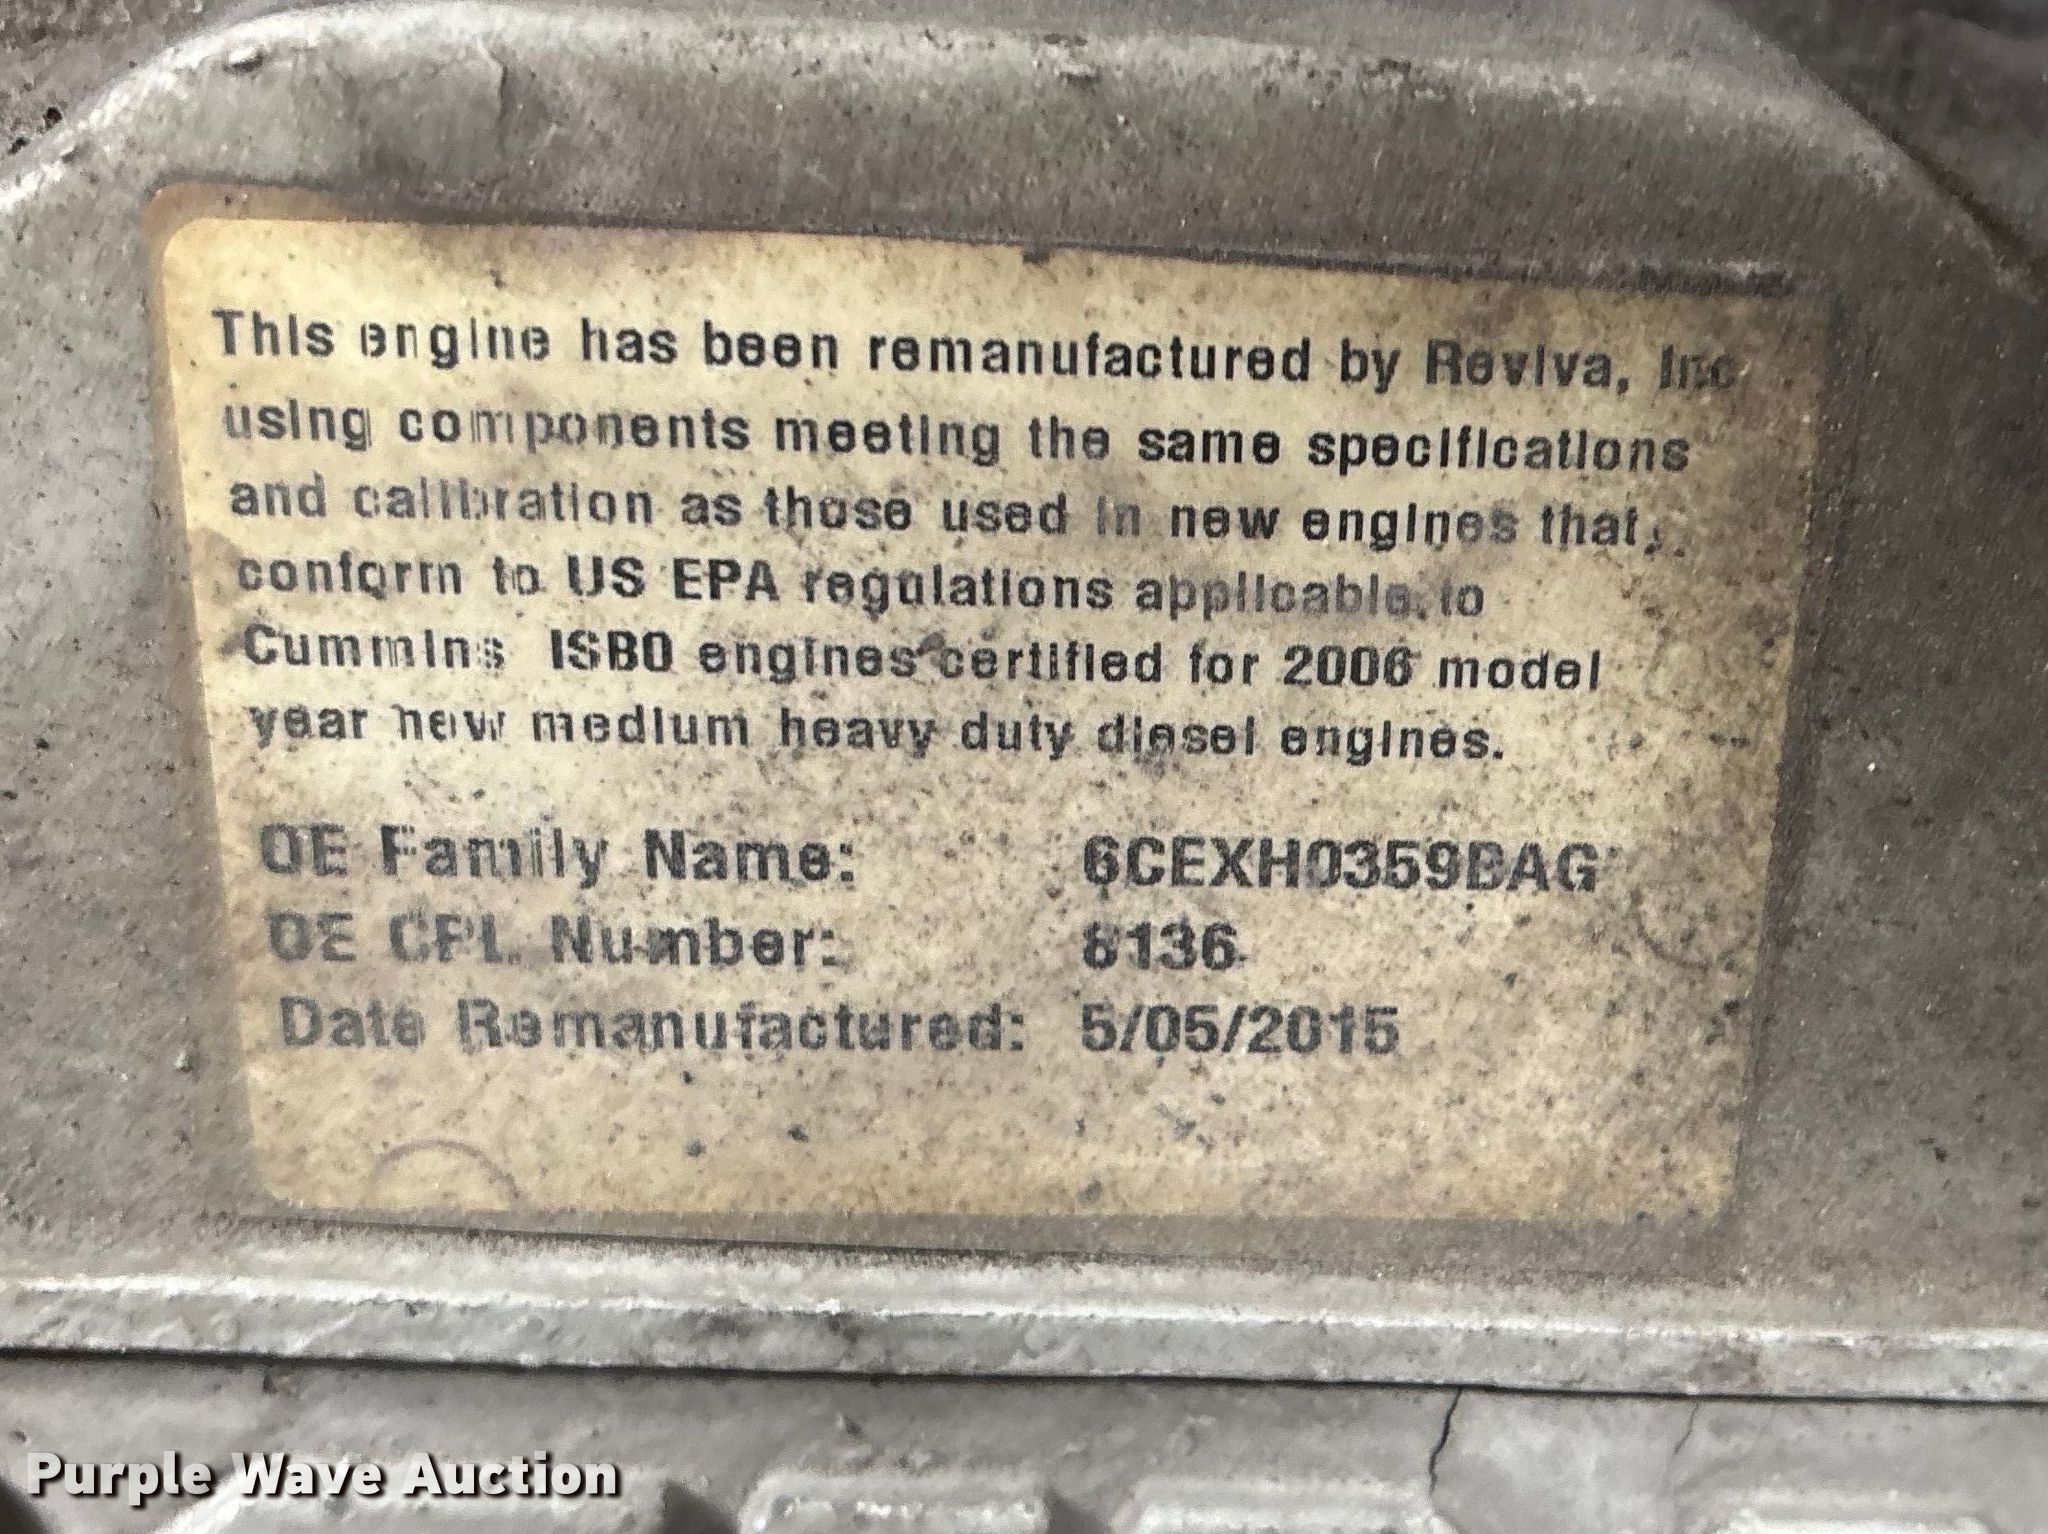 This engine has been remanufactured by Reviva, Inc
using components meeting the same specifications
and calibration as those used in new engines that
conform to US EPA regulations applicable to
Cummins ISB0 engines certified for 2006 model
year new medium heavy duty diesel engines.
OE Family Name: 6CEXH0359BAG
OE CPL Number: 8136
Date Remanufactured: 5/05/2015
Purple Wave Auction